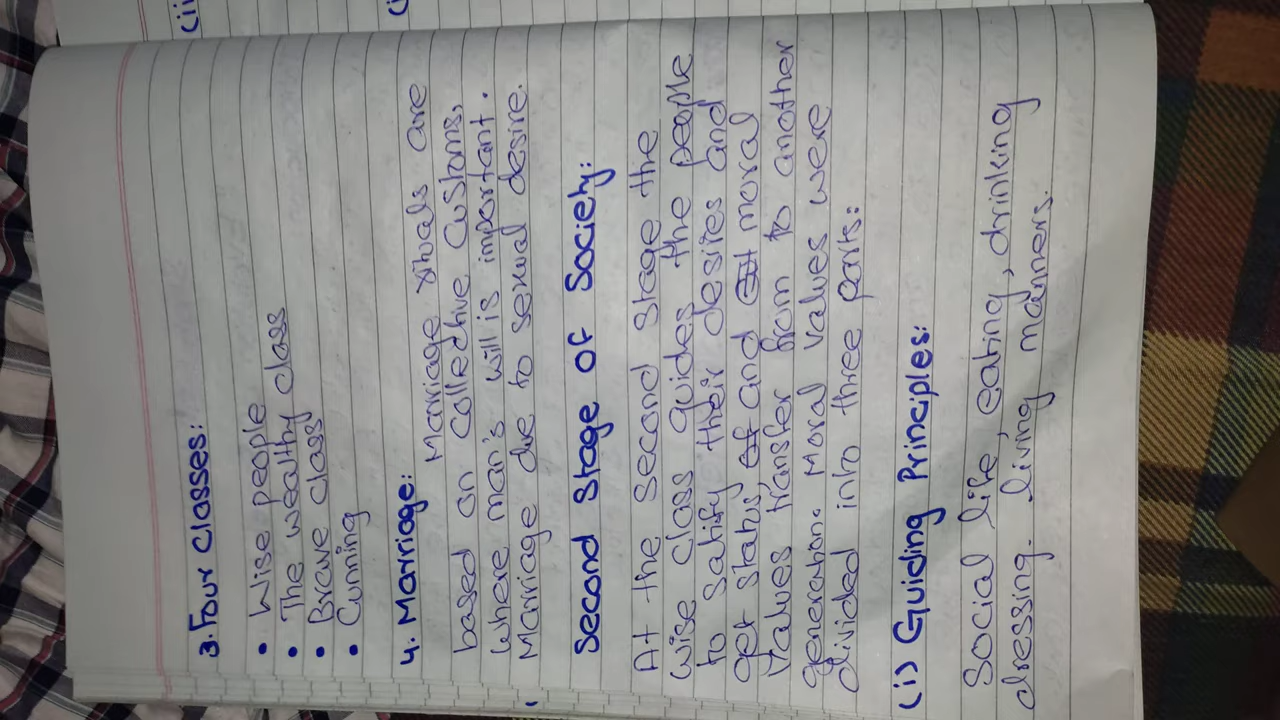 3. Four Classes:
• Wise people
• The wealthy class
• Brave class
• Cunning
4. Marriage:
Marriage rituals are
based on collective customs,
where man's will is important.
Marriage due to sexual desire.
Second Stage of Society:
At the second stage the
wise class guides the people
to satify their desires and
get status of and moral
values transfer from to another
generation. Moral values were
divided into three parts:
(i) Guiding Principles:
Social life, eating, drinking
dressing. living manners.